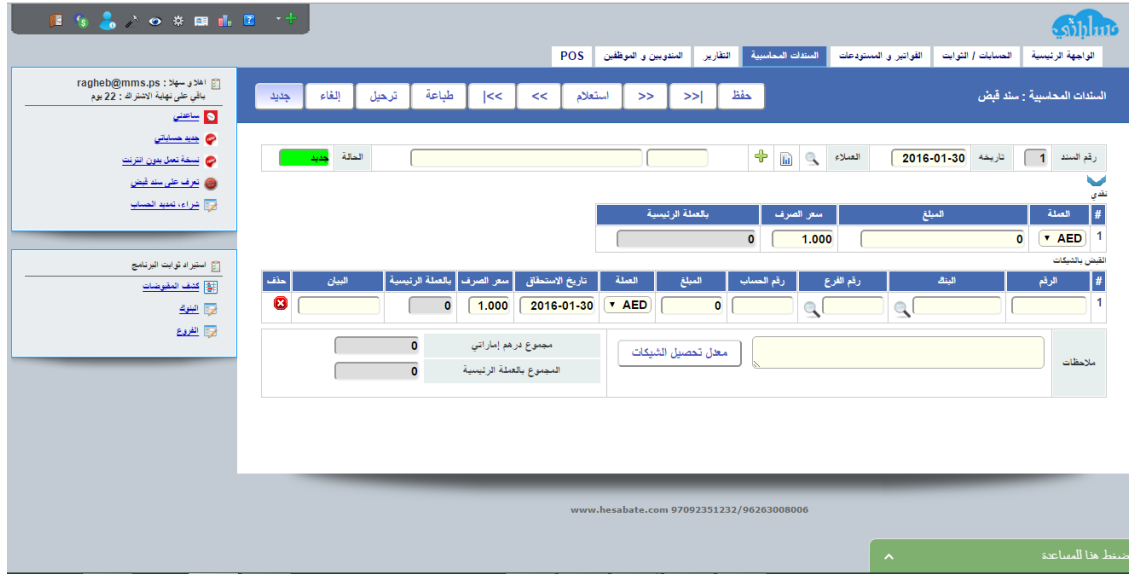 حساباتي
الواجهة الرئيسية الحسابات / الثوابت الفواتير و المستودعات السندات المحاسبية التقارير المندوبين و الموظفين POS
السندات المحاسبية : سند قبض
حفظ >>| >> استعلام << |<< طباعة ترحيل إلغاء جديد
اهلا و سهلا : ragheb@mms.ps
باقي على نهاية الاشتراك : 22 يوم
ساعدني
جديد حساباتي
نسخة تعمل بدون انترنت
تعرف على سند قبض
شراء، تمديد الحساب
استيراد ثوابت البرنامج
كشف المقبوضات
البنوك
الفروع
رقم السند 1 تاريخه 2016-01-30 العملاء الحالة جديد
نقدي
# العملة المبلغ سعر الصرف بالعملة الرئيسية
1 AED 0 1.000 0
القبض بالشيكات
# الرقم البنك رقم الفرع رقم الحساب المبلغ العملة تاريخ الاستحقاق سعر الصرف بالعملة الرئيسية البيان حذف
1 0 AED 2016-01-30 1.000 0
ملاحظات معدل تحصيل الشيكات
مجموع درهم إماراتي 0
المجموع بالعملة الرئيسية 0
www.hesabate.com 97092351232/96263008006
ضغط هنا للمساعدة